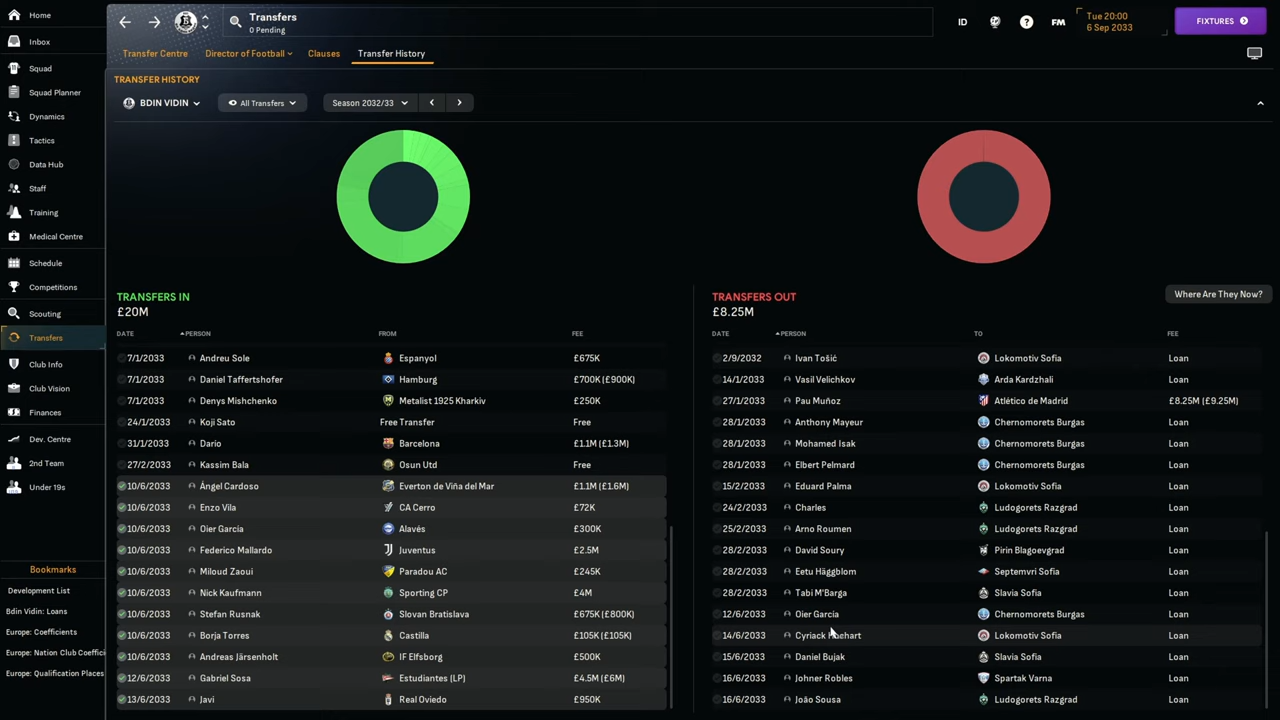 Home
Transfers
0 Pending
ID
FM
Tue 20:00
6 Sep 2033
FIXTURES
Inbox
Squad
Squad Planner
Dynamics
Tactics
Data Hub
Staff
Training
Medical Centre
Schedule
Competitions
Scouting
Transfers
Club Info
Club Vision
Finances
Dev. Centre
2nd Team
Under 19s
Bookmarks
Development List
Bdin Vidin: Loans
Europe: Coefficients
Europe: Nation Club Coeffici
Europe: Qualification Places
Transfer Centre Director of Football Clauses Transfer History
TRANSFER HISTORY
BDIN VIDIN All Transfers Season 2032/33
TRANSFERS IN
£20M
DATE PERSON FROM FEE
7/1/2033 Andreu Sole Espanyol £675K
7/1/2033 Daniel Taffertshofer Hamburg £700K (£900K)
7/1/2033 Denys Mishchenko Metalist 1925 Kharkiv £250K
24/1/2033 Koji Sato Free Transfer Free
31/1/2033 Dario Barcelona £1.1M (£1.3M)
27/2/2033 Kassim Bala Osun Utd Free
10/6/2033 Ángel Cardoso Everton de Viña del Mar £1.1M (£1.6M)
10/6/2033 Enzo Vila CA Cerro £72K
10/6/2033 Oier Garcia Alavés £300K
10/6/2033 Federico Mallardo Juventus £2.5M
10/6/2033 Miloud Zaoui Paradou AC £245K
10/6/2033 Nick Kaufmann Sporting CP £4M
10/6/2033 Stefan Rusnak Slovan Bratislava £675K (£800K)
10/6/2033 Borja Torres Castilla £105K (£105K)
10/6/2033 Andreas Järsenholt IF Elfsborg £500K
12/6/2033 Gabriel Sosa Estudiantes (LP) £4.5M (£6M)
13/6/2033 Javi Real Oviedo £950K
TRANSFERS OUT
£8.25M
Where Are They Now?
DATE PERSON TO FEE
2/9/2032 Ivan Tošić Lokomotiv Sofia Loan
14/1/2033 Vasil Velichkov Arda Kardzhali Loan
27/1/2033 Pau Muñoz Atlético de Madrid £8.25M (£9.25M)
28/1/2033 Anthony Mayeur Chernomorets Burgas Loan
28/1/2033 Mohamed Isak Chernomorets Burgas Loan
28/1/2033 Elbert Pelmard Chernomorets Burgas Loan
15/2/2033 Eduard Palma Lokomotiv Sofia Loan
24/2/2033 Charles Ludogorets Razgrad Loan
25/2/2033 Arno Roumen Ludogorets Razgrad Loan
28/2/2033 David Soury Pirin Blagoevgrad Loan
28/2/2033 Eetu Häggblom Septemvri Sofia Loan
28/2/2033 Tabi M'Barga Slavia Sofia Loan
12/6/2033 Oier Garcia Chernomorets Burgas Loan
14/6/2033 Cyriack Lokomotiv Sofia Loan
15/6/2033 Daniel Bujak Slavia Sofia Loan
16/6/2033 Johner Robles Spartak Varna Loan
16/6/2033 João Sousa Ludogorets Razgrad Loan